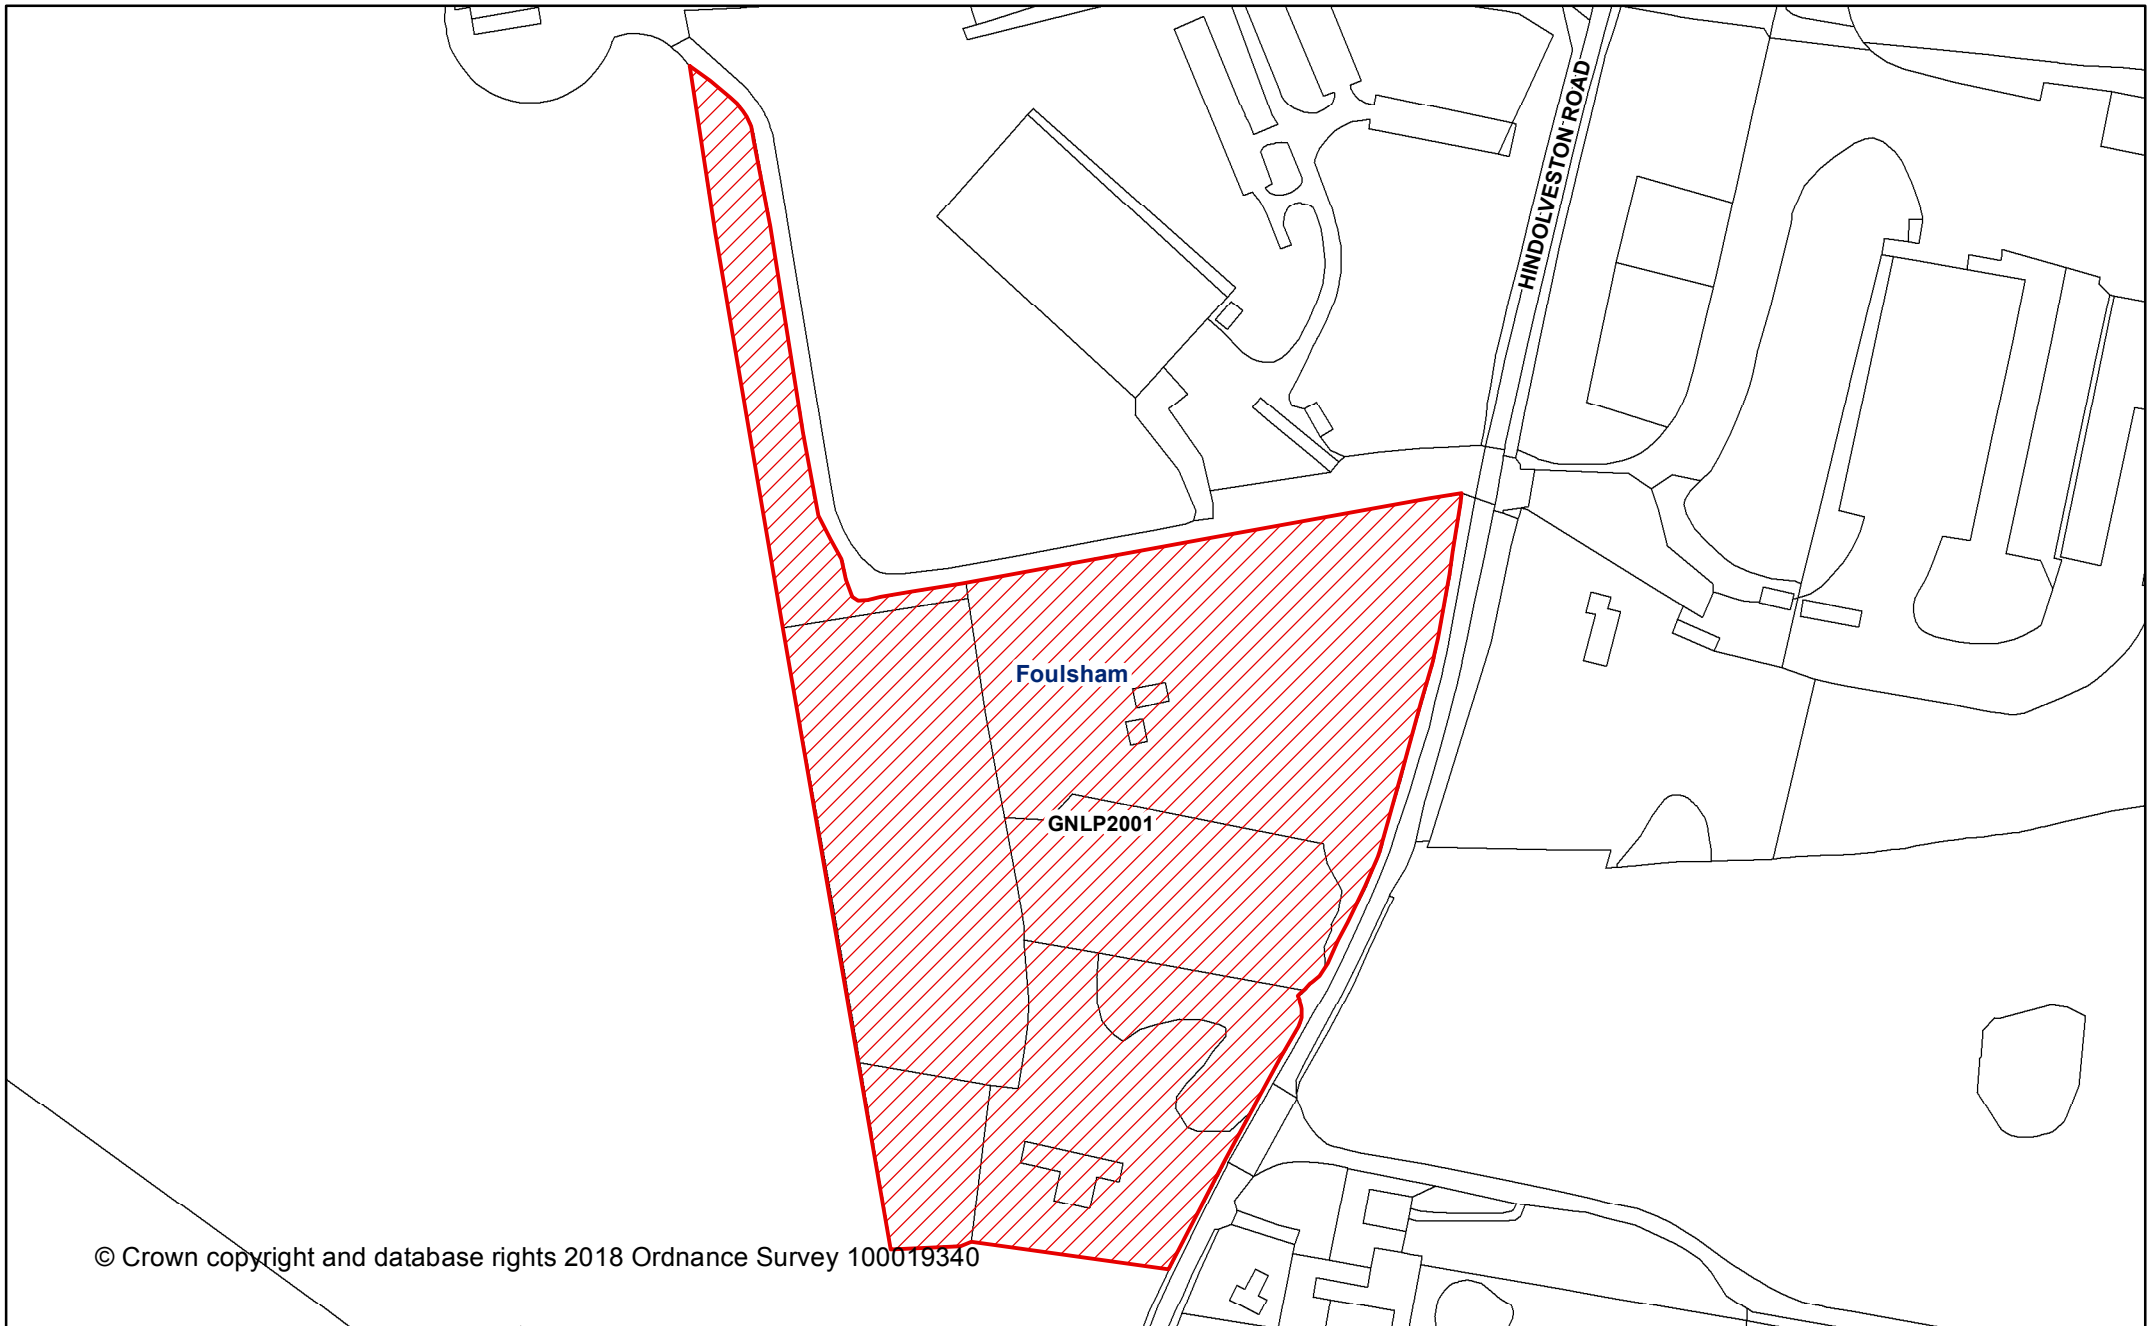 HINDOLVESTON ROAD
Foulsham
GNLP2001
© Crown copyright and database rights 2018 Ordnance Survey 100019340